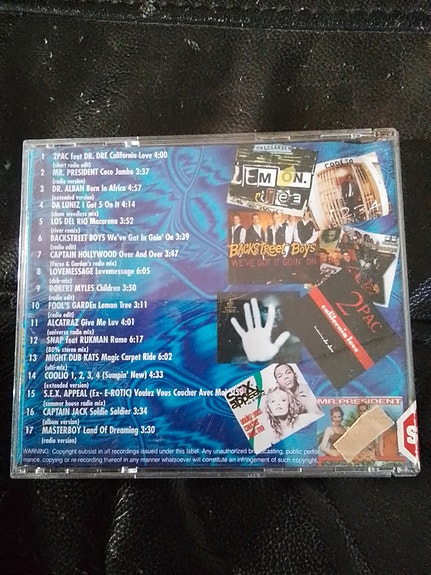 1 2PAC feat DR. DRE California Love 4:00
(short radio edit)
2 MR. PRESIDENT Coco Jambo 3:37
(radio version)
3 DR. ALBAN Born In Africa 4:57
(extended version)
4 DA LUNIZ I Got 5 On It 4:14
(clean weedless mix)
5 LOS DEL RIO Macarena 3:52
(river remix)
6 BACKSTREET BOYS We've Got In Goin' On 3:39
(radio edit)
7 CAPTAIN HOLLYWOOD Over And Over 3:47
(Fierce & Gordon's radio mix)
8 LOVEMESSAGE Lovemessage 6:05
(club-mix)
9 ROBERT MYLES Children 3:50
(radio edit)
10 FOOL'S GARDEn Lemon Tree 3:11
(radio edit)
11 ALCATRAZ Give Me Luv 4:01
(universe radio mix)
12 SNAP feat RUKMAN Rame 6:17
(80% stereo mix)
13 MIGHT DUB KATS Magic Carpet Ride 6:02
(ulti-mix)
14 COOLIO 1, 2, 3, 4 (Sumpin' New) 4:33
(extended version)
15 S.E.X. APPEAL (Ex- E-ROTIC) Voulez Vous Coucher Avec Moi
(summer house radio mix)
16 CAPTAIN JACK Soldie Soldier 3:34
(album version)
17 MASTERBOY Land Of Dreaming 3:30
(radio version)
WARNING: Copyright subsist in all recordings issued under this label. Any unauthorized broadcasting, public perfor
mance, copying or re-recording thereof in any manner whatsoever will constitute an infringement of such copyright.
FOOLS GARDEN
LEMON
TREE
COOLIO
1,2,3,4
BACKSTREET BOYS
WE'VE GOT IT GOIN' ON
2PAC
california love
MR. PRESIDENT
S